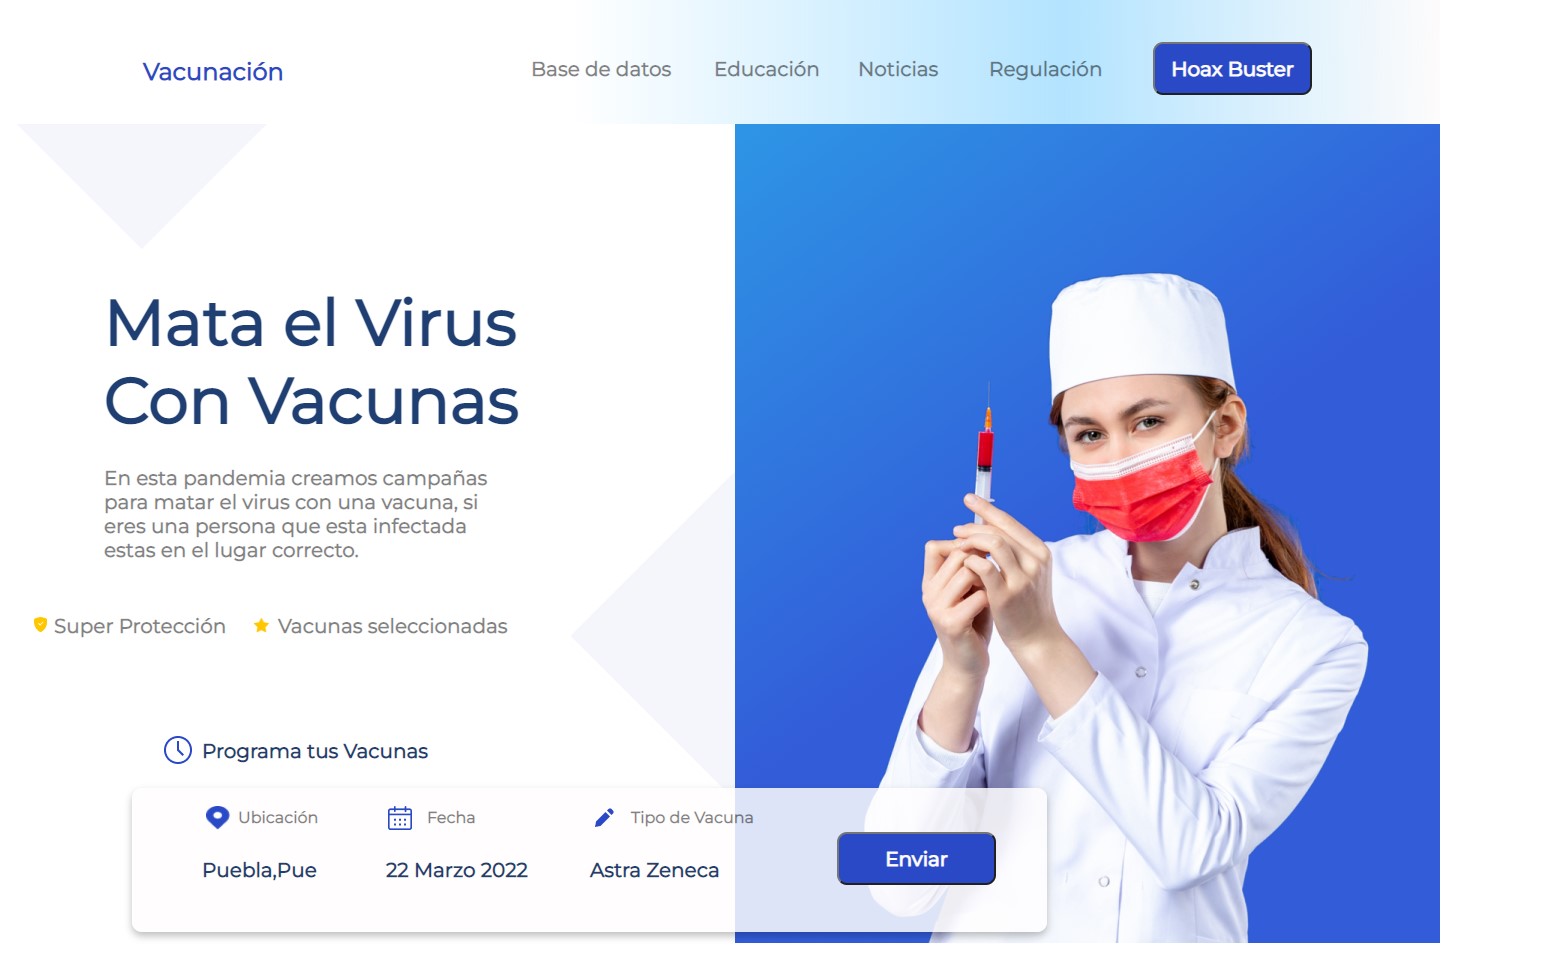 Vacunación
Base de datos
Educación
Noticias
Regulación
Hoax Buster
Mata el Virus
Con Vacunas
En esta pandemia creamos campañas
para matar el virus con una vacuna, si
eres una persona que esta infectada
estas en el lugar correcto.
Super Protección
Vacunas seleccionadas
Programa tus Vacunas
Ubicación
Fecha
Tipo de Vacuna
Puebla,Pue
22 Marzo 2022
Astra Zeneca
Enviar